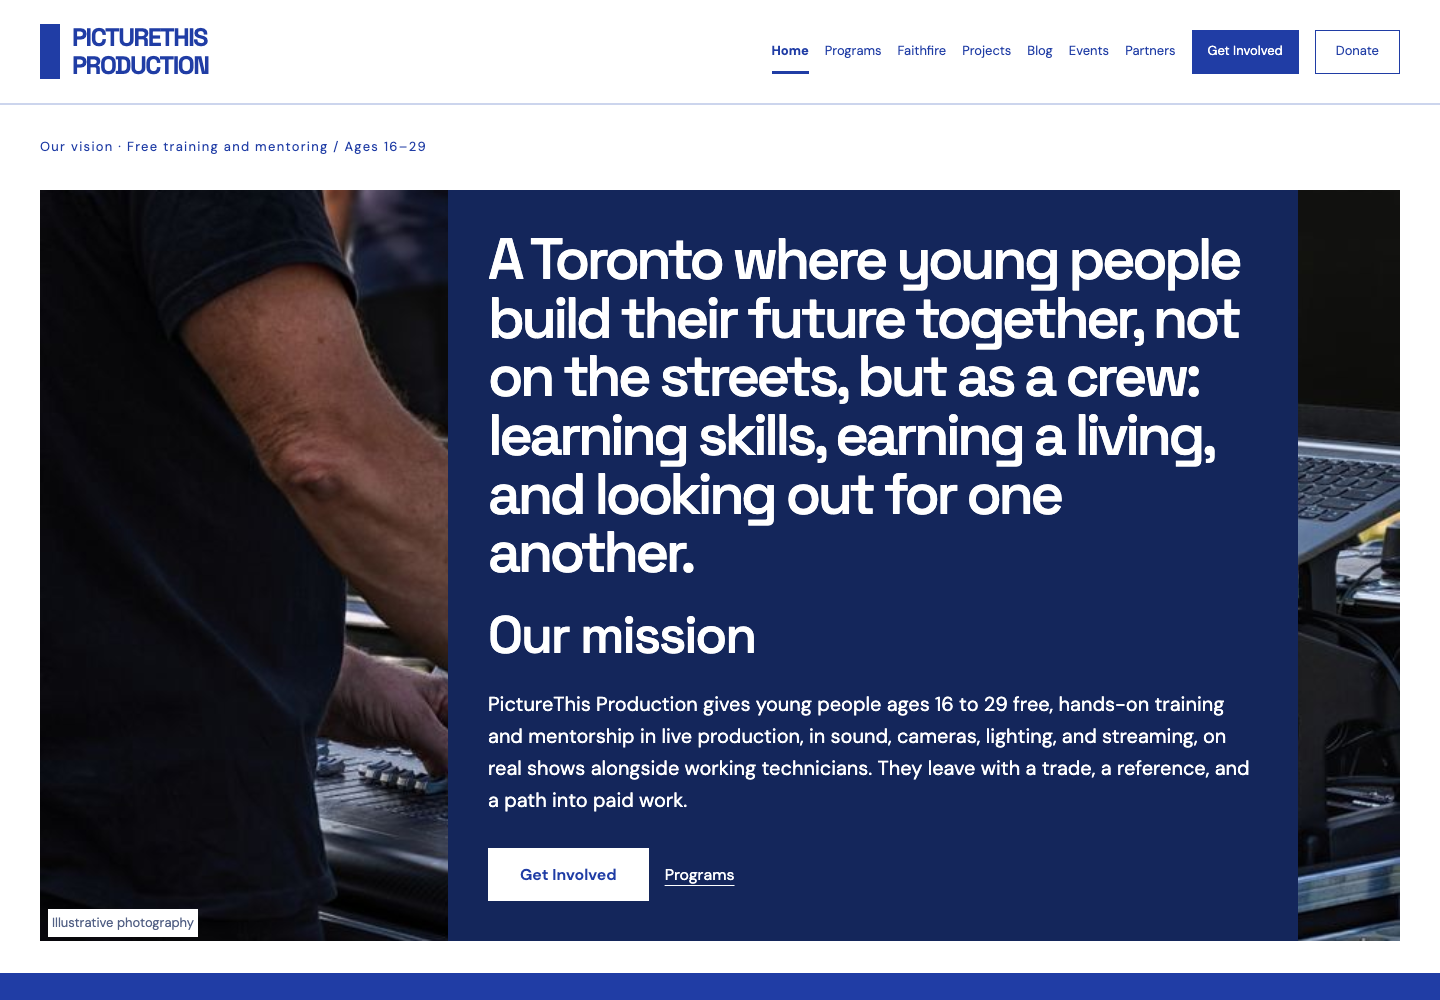 PICTURETHIS
PRODUCTION
Home Programs Faithfire Projects Blog Events Partners Get Involved Donate
Our vision · Free training and mentoring / Ages 16–29
A Toronto where young people
build their future together, not
on the streets, but as a crew:
learning skills, earning a living,
and looking out for one
another.
Our mission
PictureThis Production gives young people ages 16 to 29 free, hands-on training
and mentorship in live production, in sound, cameras, lighting, and streaming, on
real shows alongside working technicians. They leave with a trade, a reference, and
a path into paid work.
Get Involved Programs
Illustrative photography